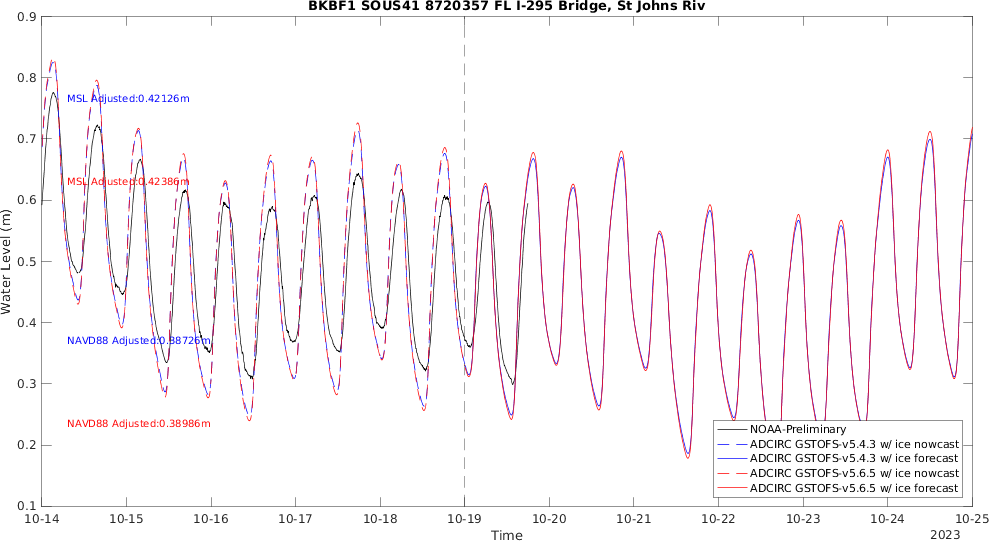 BKBF1 SOUS41 8720357 FL I-295 Bridge, St Johns Riv
0.9
0.8
0.7
0.6
0.5
0.4
0.3
0.2
0.1
Water Level (m)
MSL Adjusted:0.42126m
MSL Adjusted:0.42386m
NAVD88 Adjusted:0.38726m
NAVD88 Adjusted:0.38986m
NOAA-Preliminary
ADCIRC GSTOFS-v5.4.3 w/ ice nowcast
ADCIRC GSTOFS-v5.4.3 w/ ice forecast
ADCIRC GSTOFS-v5.6.5 w/ ice nowcast
ADCIRC GSTOFS-v5.6.5 w/ ice forecast
10-14 10-15 10-16 10-17 10-18 10-19 10-20 10-21 10-22 10-23 10-24 10-25
Time
2023